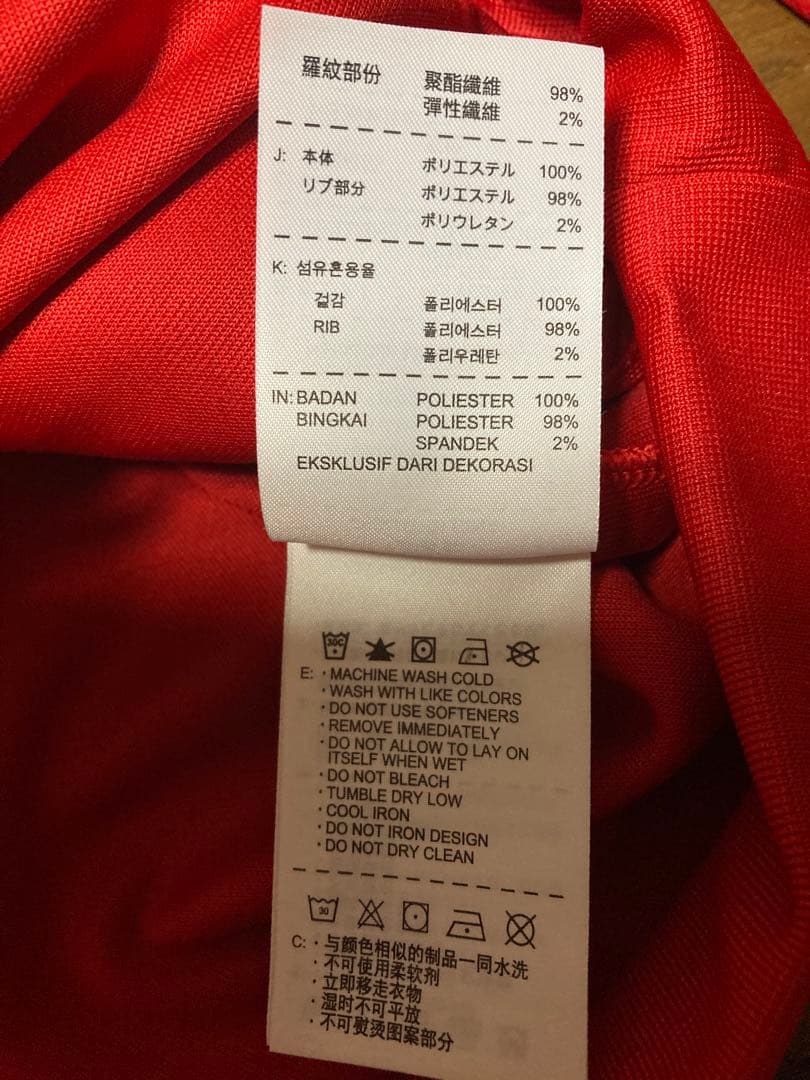 羅紋部份 聚酯纖維 98%
彈性纖維 2%
J: 本体 ポリエステル 100%
リブ部分 ポリエステル 98%
ポリウレタン 2%
K: 섬유혼용율
겉감 폴리에스터 100%
RIB 폴리에스터 98%
폴리우레탄 2%
IN: BADAN POLIESTER 100%
BINGKAI POLIESTER 98%
SPANDEK 2%
EKSKLUSIF DARI DEKORASI
30C
E: · MACHINE WASH COLD
· WASH WITH LIKE COLORS
· DO NOT USE SOFTENERS
· REMOVE IMMEDIATELY
· DO NOT ALLOW TO LAY ON
ITSELF WHEN WET
· DO NOT BLEACH
· TUMBLE DRY LOW
· COOL IRON
· DO NOT IRON DESIGN
· DO NOT DRY CLEAN
30
C: · 与颜色相似的制品一同水洗
· 不可使用柔软剂
· 立即移走衣物
· 湿时不可平放
· 不可熨烫图案部分